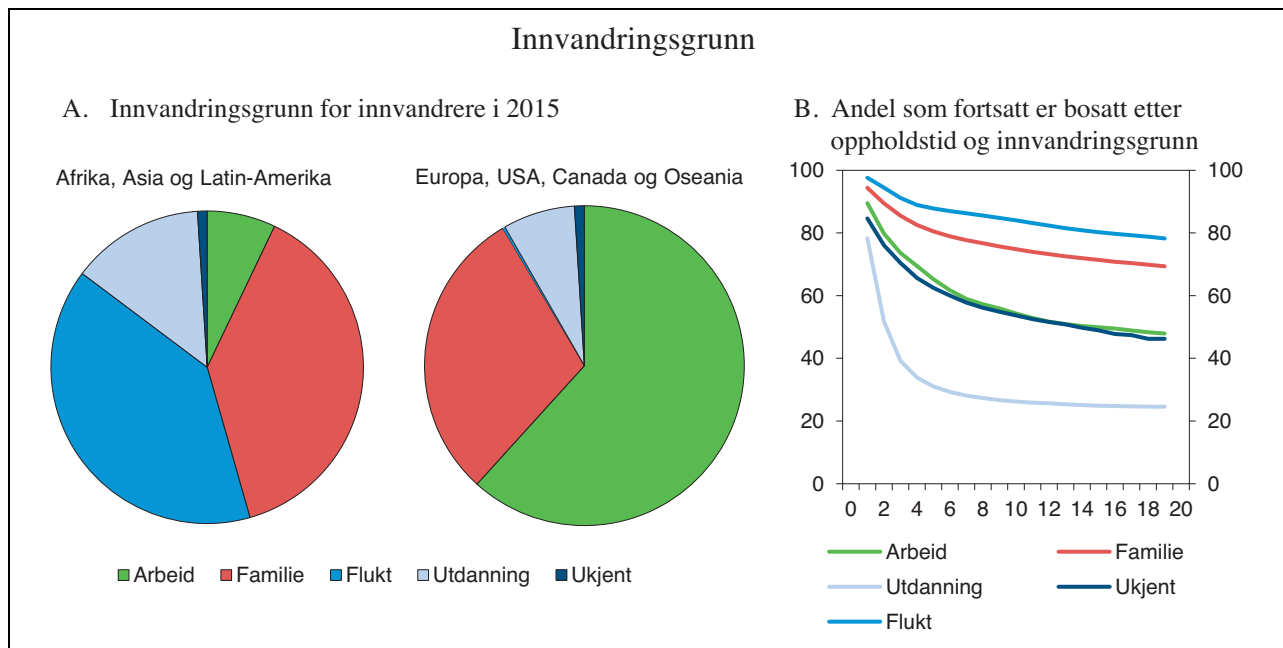 Innvandringsgrunn
A. Innvandringsgrunn for innvandrere i 2015
Afrika, Asia og Latin-Amerika
Europa, USA, Canada og Oseania
Arbeid Familie Flukt Utdanning Ukjent
B. Andel som fortsatt er bosatt etter
oppholdstid og innvandringsgrunn
100 100
80 80
60 60
40 40
20 20
0 0
0 2 4 6 8 10 12 14 16 18 20
Arbeid Familie
Utdanning Ukjent
Flukt